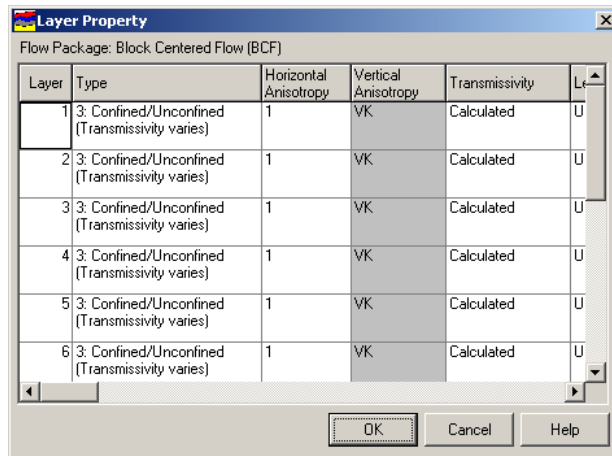 Layer Property
Flow Package: Block Centered Flow (BCF)
Layer Type Horizontal Anisotropy Vertical Anisotropy Transmissivity
1 3: Confined/Unconfined (Transmissivity varies) 1 VK Calculated U
2 3: Confined/Unconfined (Transmissivity varies) 1 VK Calculated U
3 3: Confined/Unconfined (Transmissivity varies) 1 VK Calculated U
4 3: Confined/Unconfined (Transmissivity varies) 1 VK Calculated U
5 3: Confined/Unconfined (Transmissivity varies) 1 VK Calculated U
6 3: Confined/Unconfined (Transmissivity varies) 1 VK Calculated U
OK Cancel Help